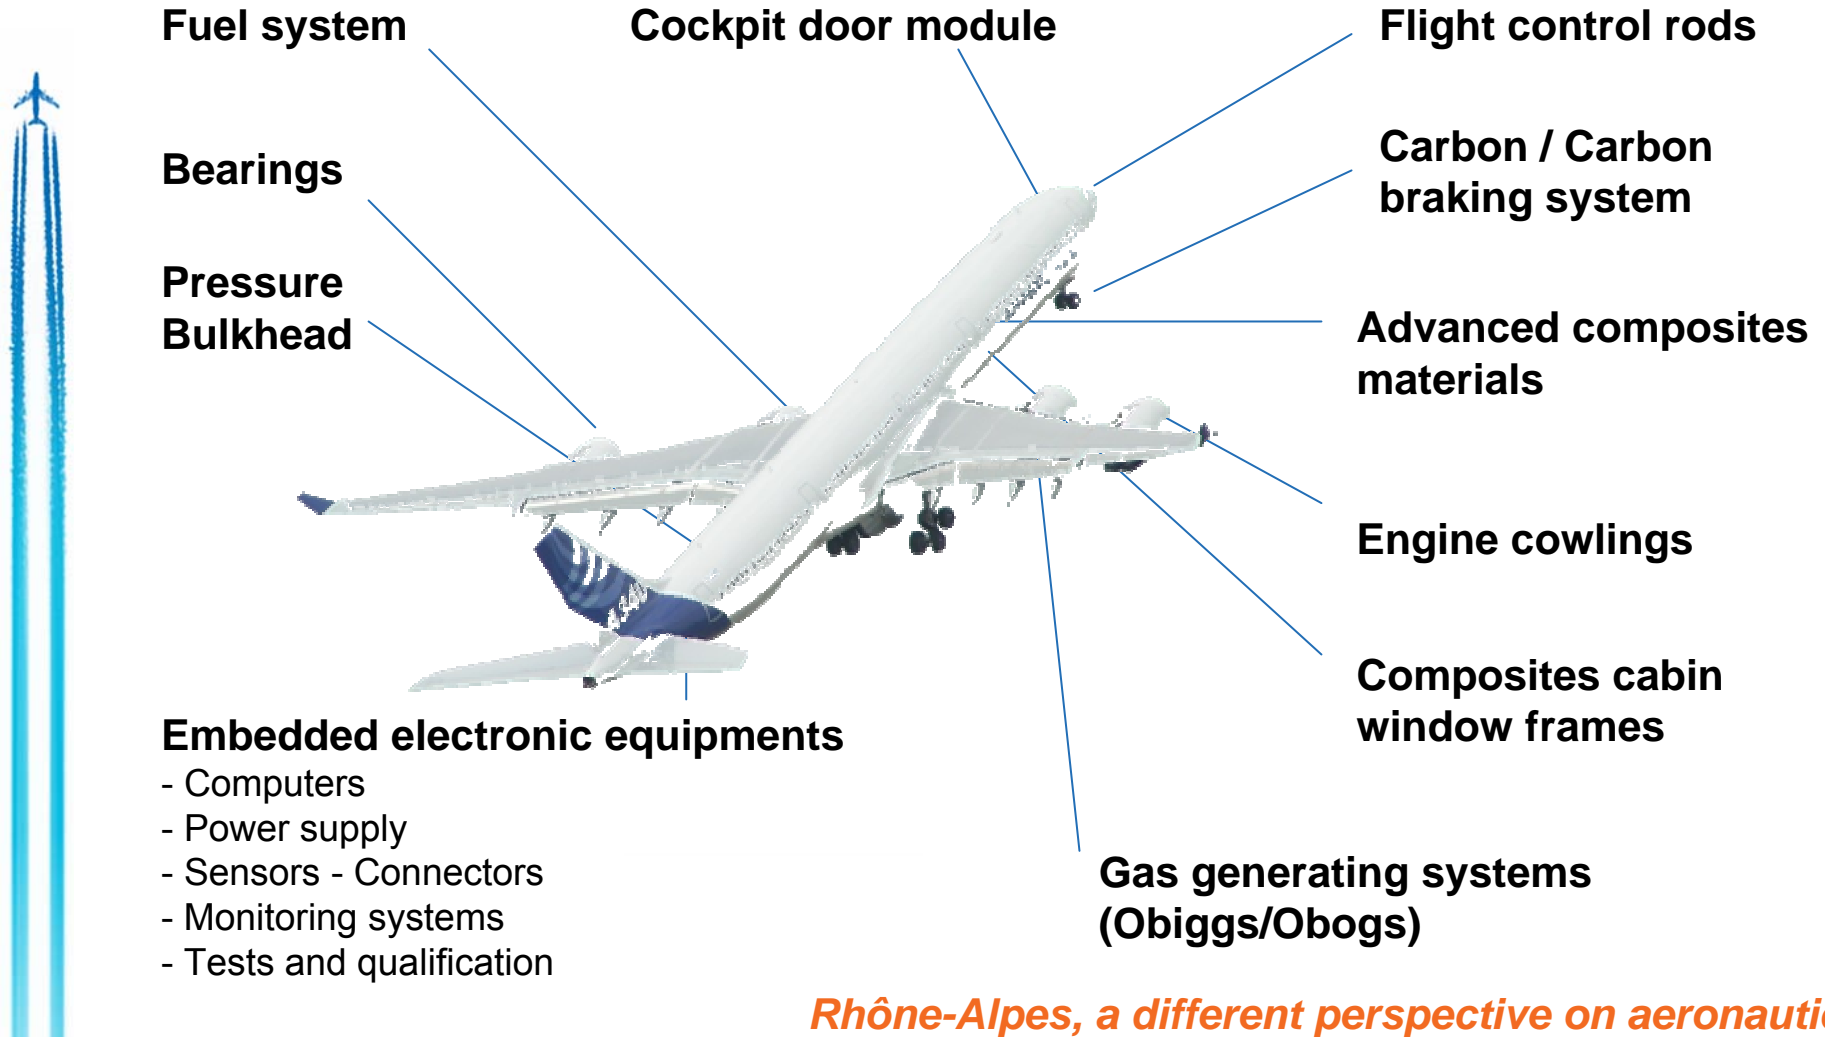 Fuel system
Cockpit door module
Flight control rods
Bearings
Carbon / Carbon
braking system
Pressure
Bulkhead
Advanced composites
materials
Engine cowlings
Composites cabin
window frames
Embedded electronic equipments
- Computers
- Power supply
- Sensors - Connectors
- Monitoring systems
- Tests and qualification
Gas generating systems
(Obiggs/Obogs)
Rhône-Alpes, a different perspective on